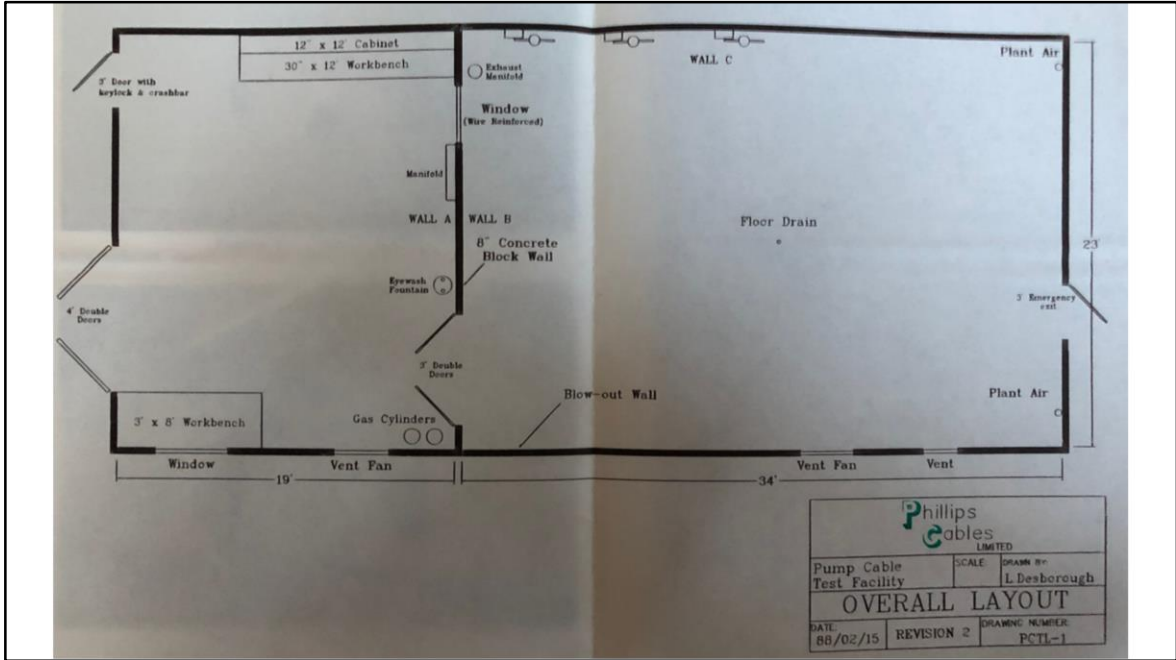 12" x 12' Cabinet
30" x 12' Workbench
3' Door with
keylock & crashbar
Exhaust
Manifold
Window
(Wire Reinforced)
WALL C
Plant Air
Manifold
WALL A
WALL B
8" Concrete
Block Wall
Floor Drain
23'
Eyewash
Fountain
4' Double
Doors
3' Emergency
exit
3' Double
Doors
Blow-out Wall
Plant Air
3' x 8' Workbench
Gas Cylinders
Window
Vent Fan
Vent Fan
Vent
19'
34'
Phillips
Cables
LIMITED
Pump Cable
Test Facility
SCALE:
DRAWN BY:
L Desborough
OVERALL LAYOUT
DATE:
88/02/15
REVISION 2
DRAWING NUMBER:
PCTL-1